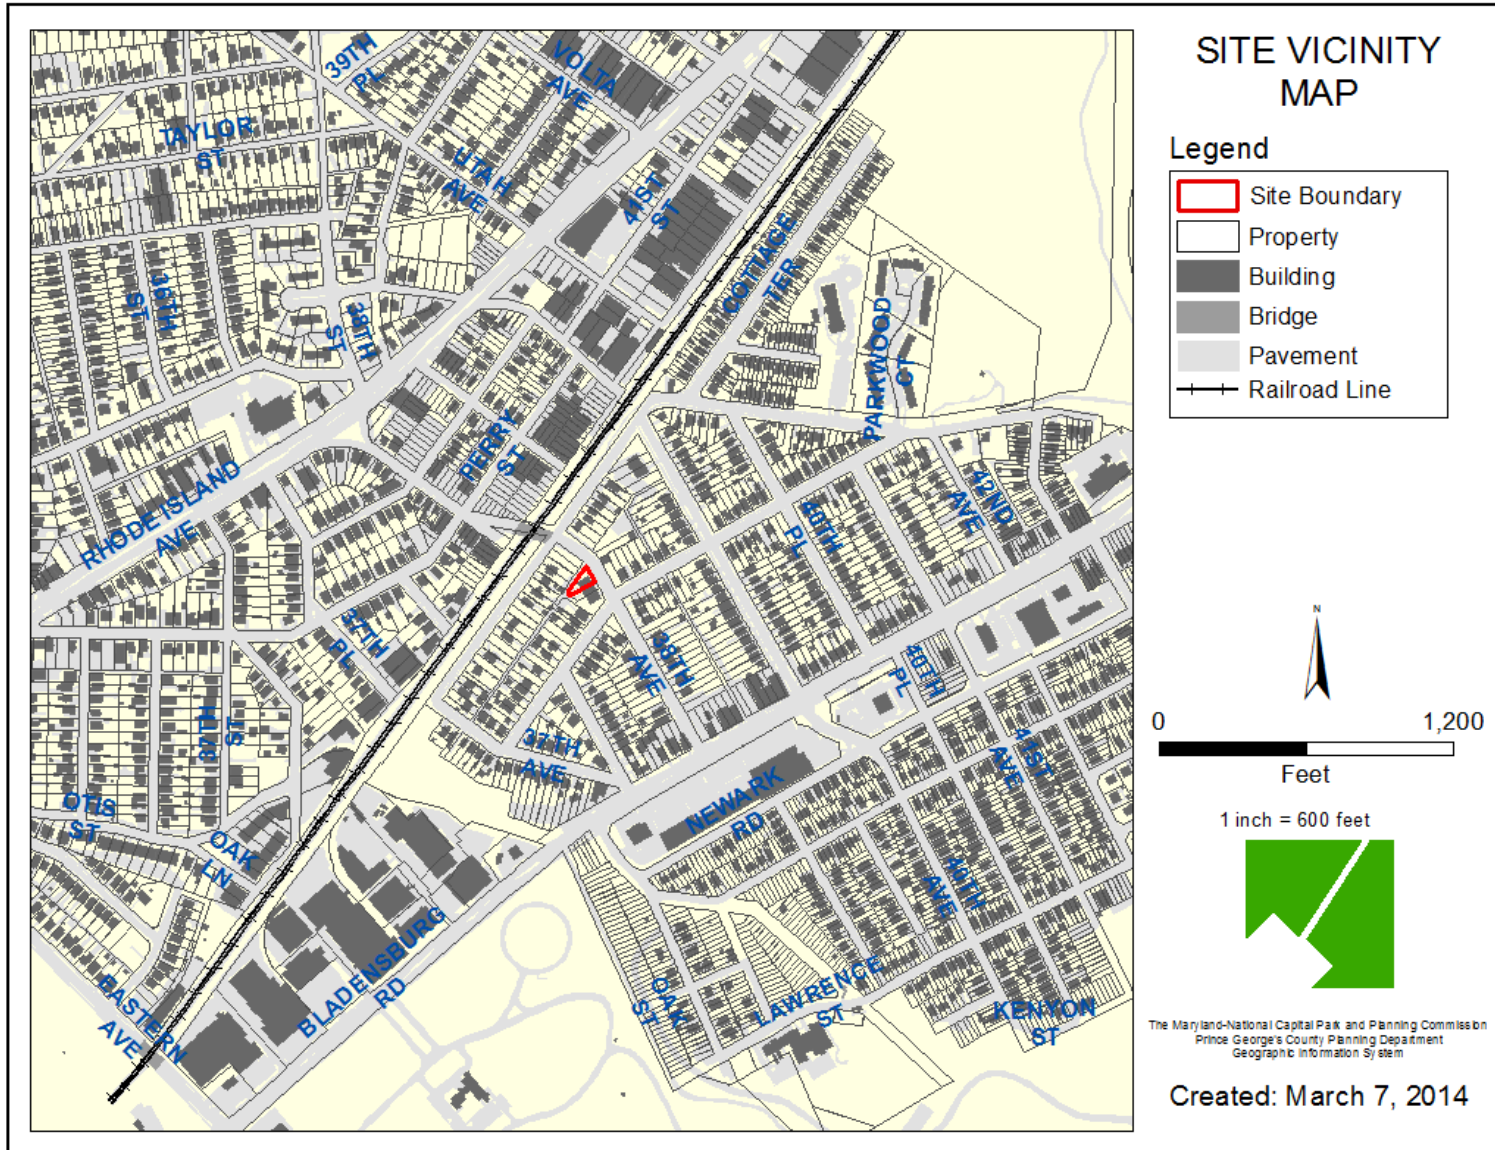 39TH
PL
VOLTA
AVE
TAYLOR
ST
UTAH
AVE
41ST
ST
COTTAGE
TER
36TH
ST
38TH
ST
PARKWOOD
CT
PERRY
ST
RHODE ISLAND
AVE
42ND
AVE
40TH
PL
37TH
PL
38TH
AVE
40TH
PL
37TH
ST
37TH
AVE
41ST
AVE
NEWARK
RD
OTIS
ST
OAK
LN
40TH
AVE
BLADENSBURG
RD
OAK
ST
LAWRENCE
ST
KENYON
ST
EASTERN
AVE
SITE VICINITY
MAP
Legend
Site Boundary
Property
Building
Bridge
Pavement
Railroad Line
N
0 1,200
Feet
1 inch = 600 feet
The Maryland-National Capital Park and Planning Commission
Prince George's County Planning Department
Geographic Information System
Created: March 7, 2014